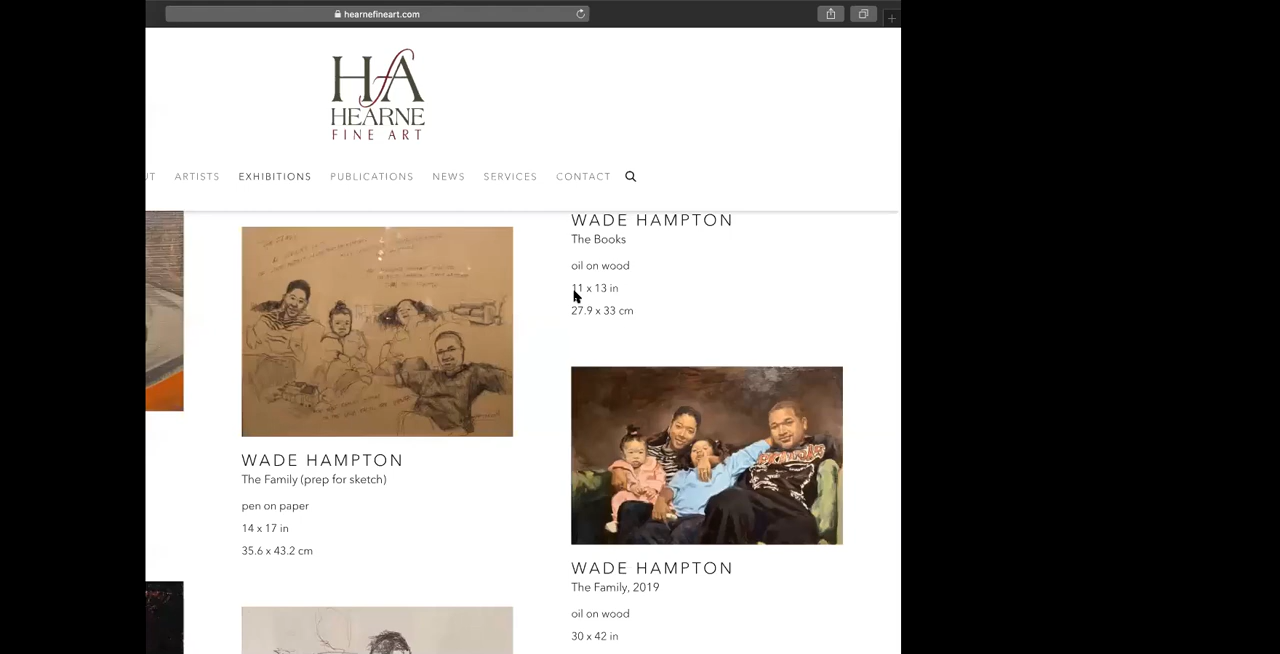 hearnefineart.com
HfA
HEARNE
FINE ART
UT ARTISTS EXHIBITIONS PUBLICATIONS NEWS SERVICES CONTACT
WADE HAMPTON
The Family (prep for sketch)
pen on paper
14 x 17 in
35.6 x 43.2 cm
WADE HAMPTON
The Books
oil on wood
11 x 13 in
27.9 x 33 cm
WADE HAMPTON
The Family, 2019
oil on wood
30 x 42 in